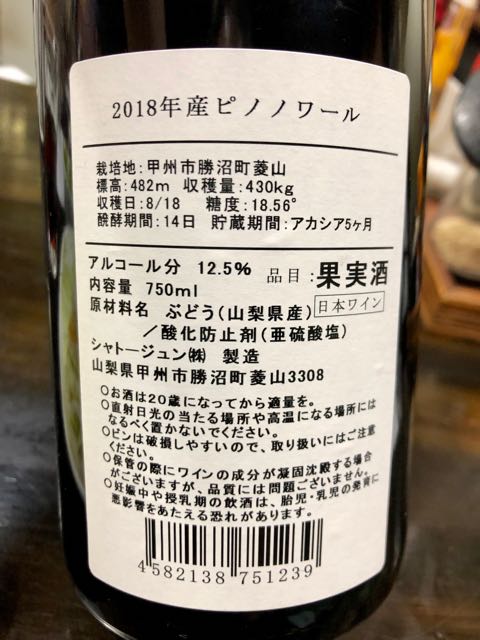 2018年産ピノノワール
栽培地:甲州市勝沼町菱山
標高:482m 収穫量:430kg
収穫日:8/18 糖度:18.56°
醗酵期間:14日 貯蔵期間:アカシア5ヶ月
アルコール分 12.5% 品目:果実酒
内容量 750ml
原材料名 ぶどう(山梨県産) 日本ワイン
/酸化防止剤(亜硫酸塩)
シャトージュン㈱ 製造
山梨県甲州市勝沼町菱山3308
○お酒は20歳になってから適量を。
○直射日光の当たる場所や高温になる場所には
なるべく置かないでください。
○ビンは破損しやすいので、取り扱いにはご注意
ください。
○保管の際にワインの成分が凝固沈殿する場合
がございますが、品質には問題ございません。
○妊娠中や授乳期の飲酒は、胎児・乳児の発育に
悪影響をあたえる恐れがあります。
4582138 751239